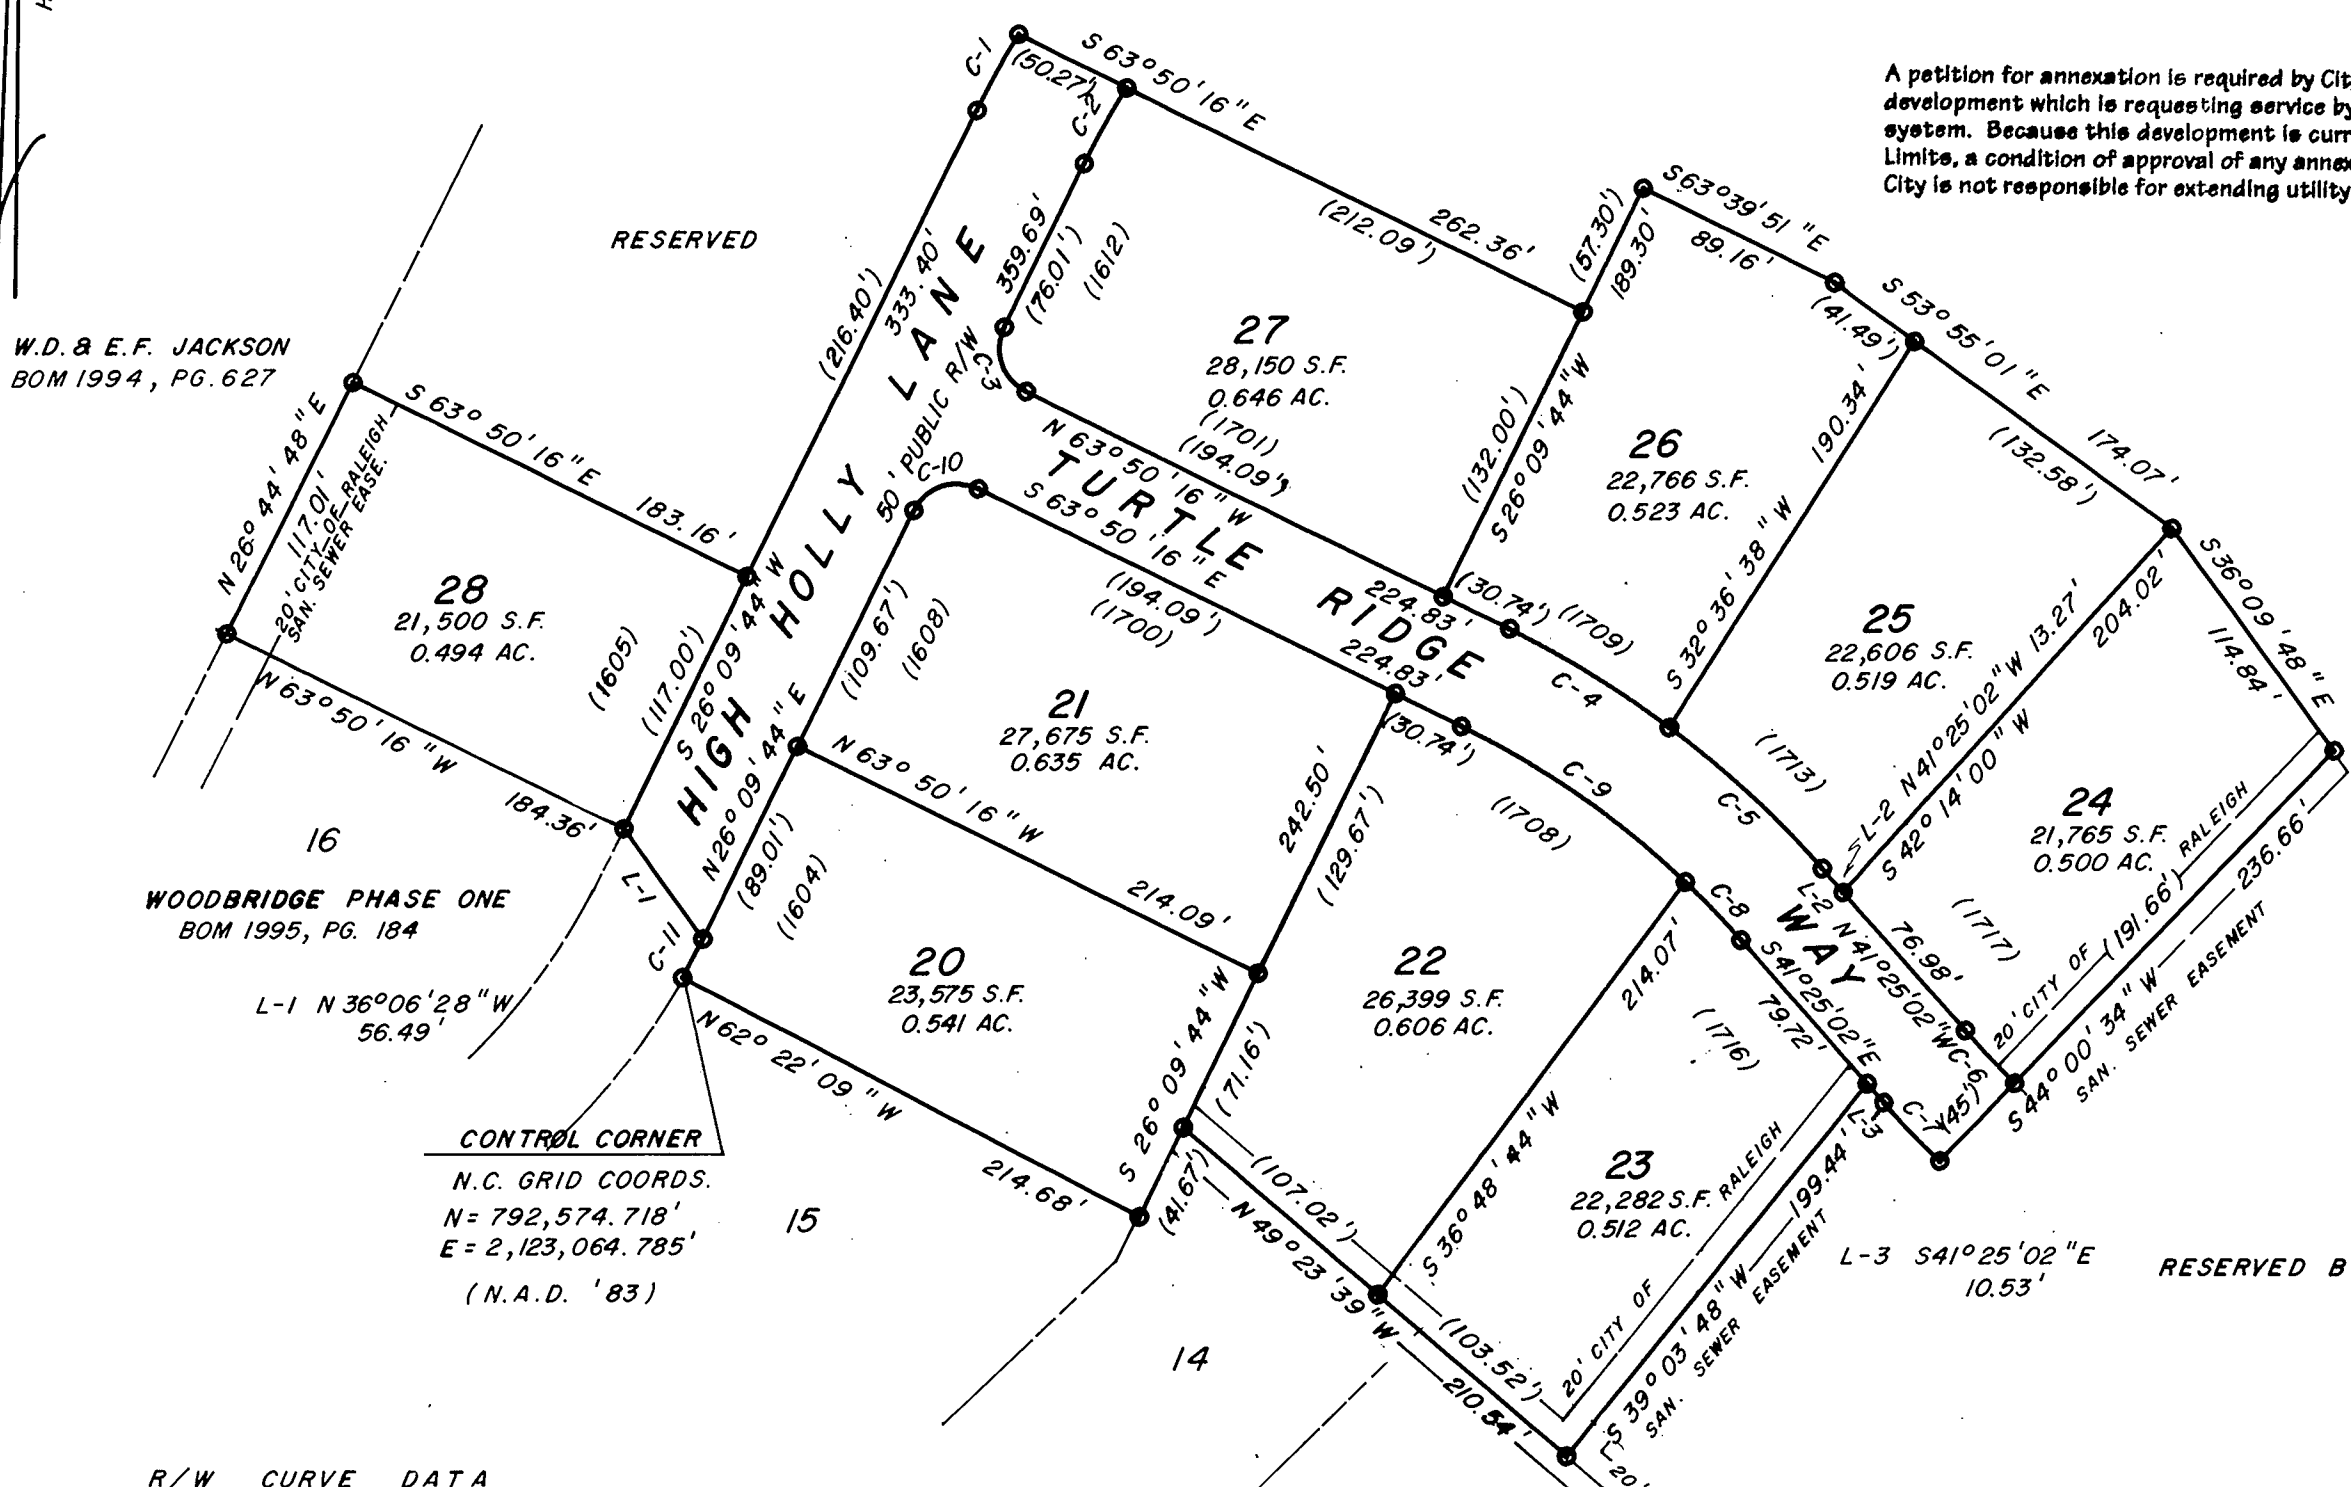 A petition for annexation is required by Cit
development which is requesting service by
system. Because this development is curr
Limits, a condition of approval of any annex
City is not responsible for extending utility
C-1
(50.27')
S 63° 50' 16" E
C-2
RESERVED
W.D. & E.F. JACKSON
BOM 1994, PG. 627
(216.40')
333.40'
359.69'
(76.01')
(1612)
C-3
(212.09')
262.36'
(57.30')
189.30'
S 63° 39' 51" E
89.16'
(41.49')
S 53° 55' 01" E
(132.58')
174.07'
27
28,150 S.F.
0.646 AC.
(1701)
(194.09')
N 63° 50' 16" W
(132.00')
S 26° 09' 44" W
26
22,766 S.F.
0.523 AC.
190.34'
S 32° 36' 38" W
N 26° 44' 48" E
117.01'
20' CITY OF RALEIGH
SAN. SEWER EASE.
S 63° 50' 16" E
183.16'
28
21,500 S.F.
0.494 AC.
(1605)
(117.00')
S 26° 09' 44" W
N 63° 50' 16" W
184.36'
HIGH HOLLY LANE
50' PUBLIC R/W
C-10
S 63° 50' 16" E
(194.09')
(1700)
TURTLE RIDGE WAY
224.83'
224.83'
(30.74')
(1709)
(30.74')
C-4
25
22,606 S.F.
0.519 AC.
L-2 N 41° 25' 02" W 13.27'
204.02'
S 42° 14' 00" W
S 36° 09' 48" E
114.84'
(109.67')
(1608)
N 26° 09' 44" E
21
27,675 S.F.
0.635 AC.
N 63° 50' 16" W
214.09'
242.50'
(129.67')
C-9
(1708)
C-5
(1713)
24
21,765 S.F.
0.500 AC.
(1717)
20' CITY OF RALEIGH
(191.66')
236.66'
S 44° 00' 34" W
SAN. SEWER EASEMENT
16
WOODBRIDGE PHASE ONE
BOM 1995, PG. 184
L-1
(89.01')
(1604)
C-11
L-1 N 36° 06' 28" W
56.49'
20
23,575 S.F.
0.541 AC.
N 62° 22' 09" W
214.68'
S 26° 09' 44" W
(71.16')
22
26,399 S.F.
0.606 AC.
214.07'
S 36° 48' 44" W
C-8
L-2
N 41° 25' 02" W
76.98'
S 41° 25' 02" E
79.72'
(1716)
C-6
(45')
C-7
L-3
CONTROL CORNER
N.C. GRID COORDS.
N = 792,574.718'
E = 2,123,064.785'
(N.A.D. '83)
15
(41.67')
(107.02')
N 49° 23' 39" W
(103.52')
210.54'
23
22,282 S.F.
0.512 AC.
20' CITY OF RALEIGH
199.44'
S 39° 03' 48" W
SAN. SEWER EASEMENT
L-3 S 41° 25' 02" E
10.53'
RESERVED B
14
20'
R/W CURVE DATA